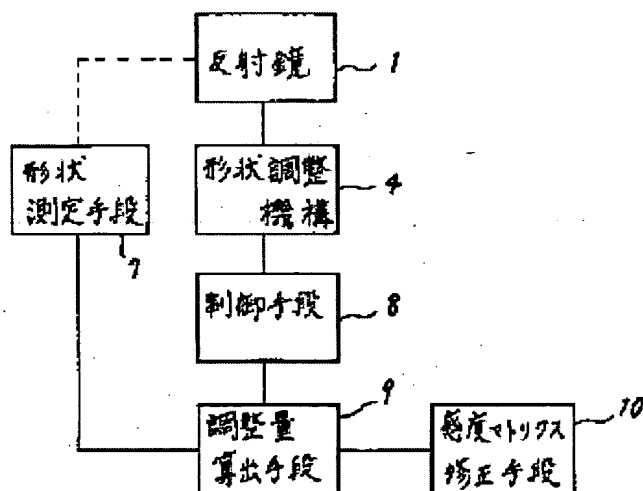 反射鏡
1
形状
測定手段
7
形状調整
機構
4
制御手段
8
調整量
算出手段
9
感度マトリクス
修正手段
10